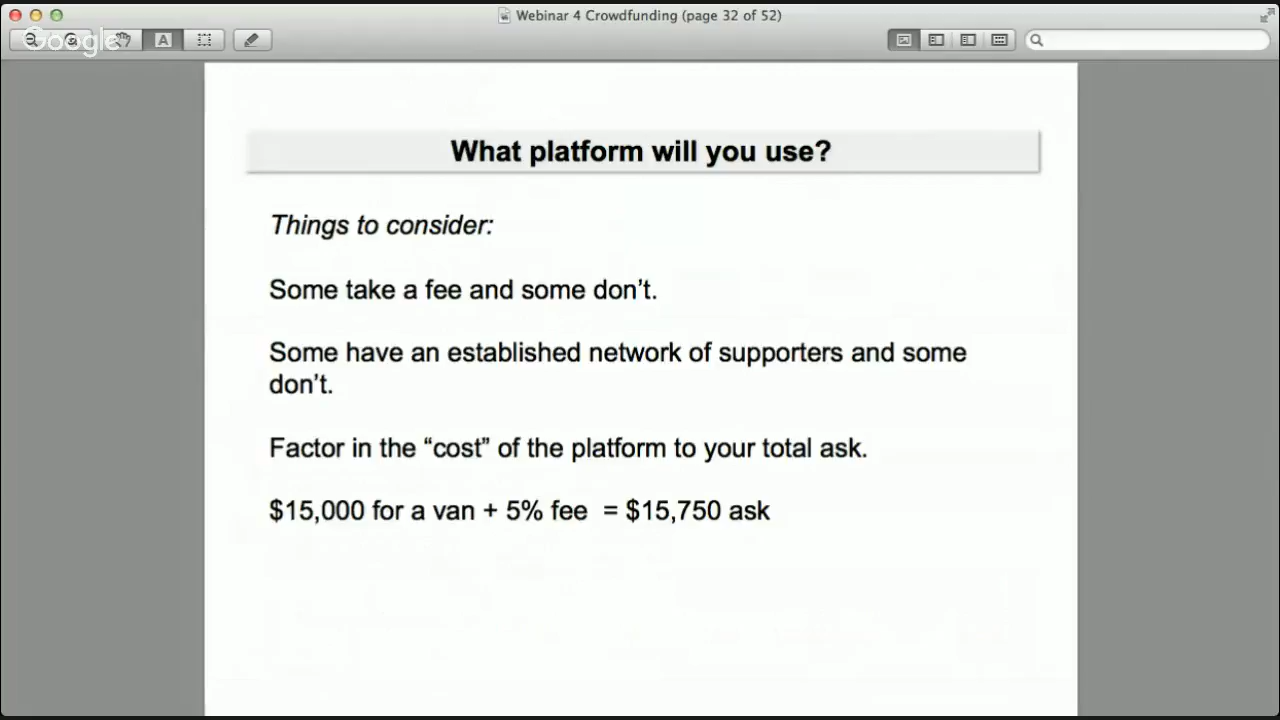 Webinar 4 Crowdfunding (page 32 of 52)
Google
A
What platform will you use?
Things to consider:
Some take a fee and some don’t.
Some have an established network of supporters and some
don’t.
Factor in the “cost” of the platform to your total ask.
$15,000 for a van + 5% fee = $15,750 ask